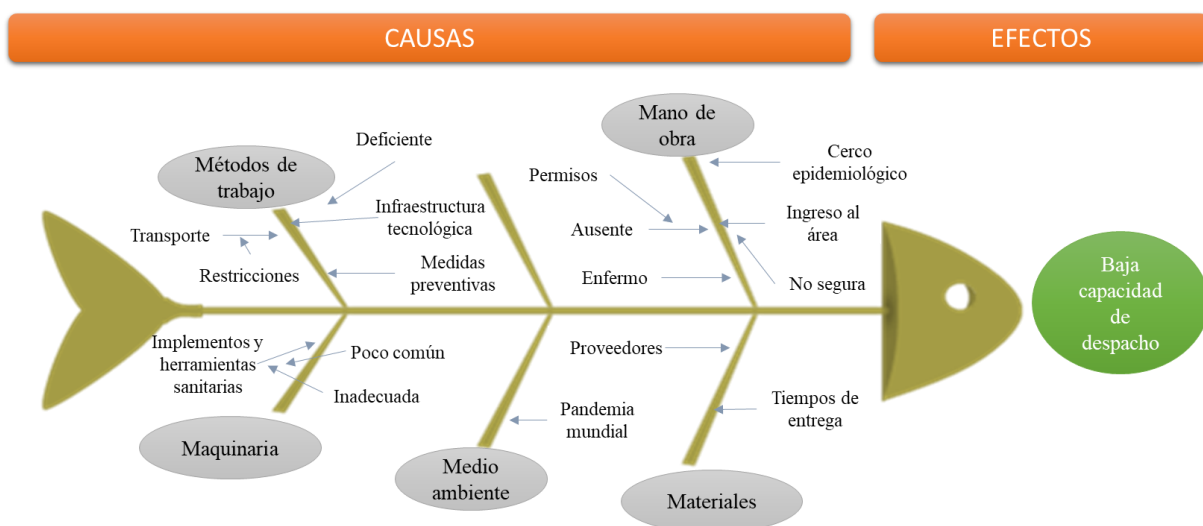 CAUSAS
EFECTOS
Métodos de
trabajo
Deficiente
Infraestructura
tecnológica
Transporte
Restricciones
Medidas
preventivas
Mano de
obra
Cerco
epidemiológico
Permisos
Ausente
Ingreso al
área
Enfermo
No segura
Baja
capacidad
de
despacho
Implementos y
herramientas
sanitarias
Poco común
Inadecuada
Maquinaria
Pandemia
mundial
Medio
ambiente
Proveedores
Tiempos de
entrega
Materiales